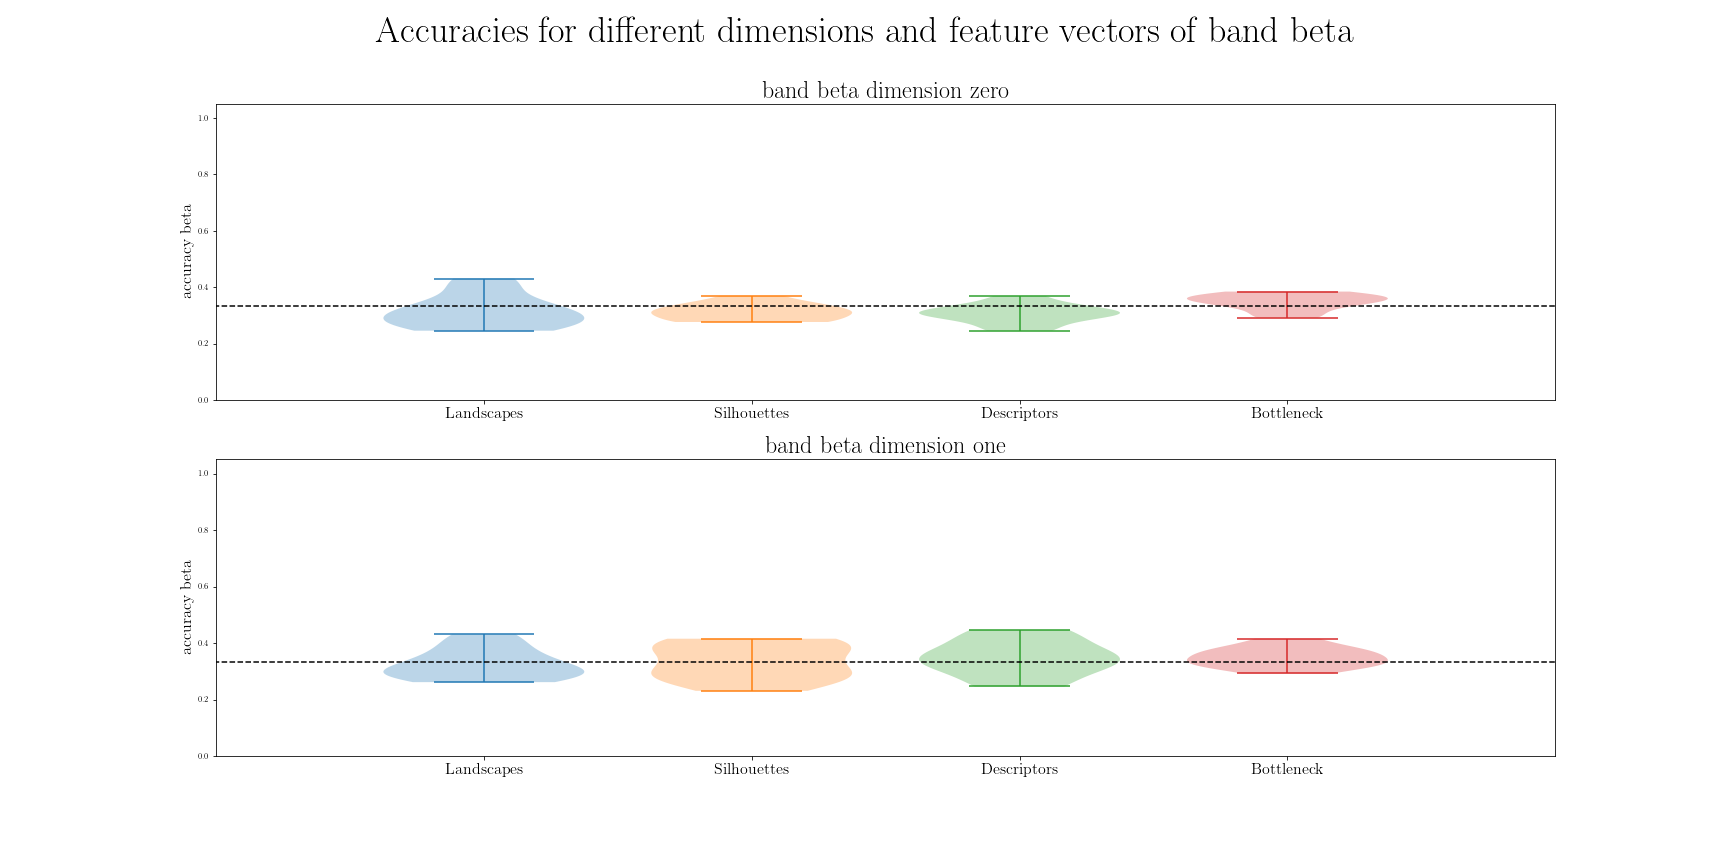 Accuracies for different dimensions and feature vectors of band beta
band beta dimension zero
1.0
0.8
0.6
0.4
0.2
0.0
accuracy beta
Landscapes Silhouettes Descriptors Bottleneck
band beta dimension one
1.0
0.8
0.6
0.4
0.2
0.0
accuracy beta
Landscapes Silhouettes Descriptors Bottleneck